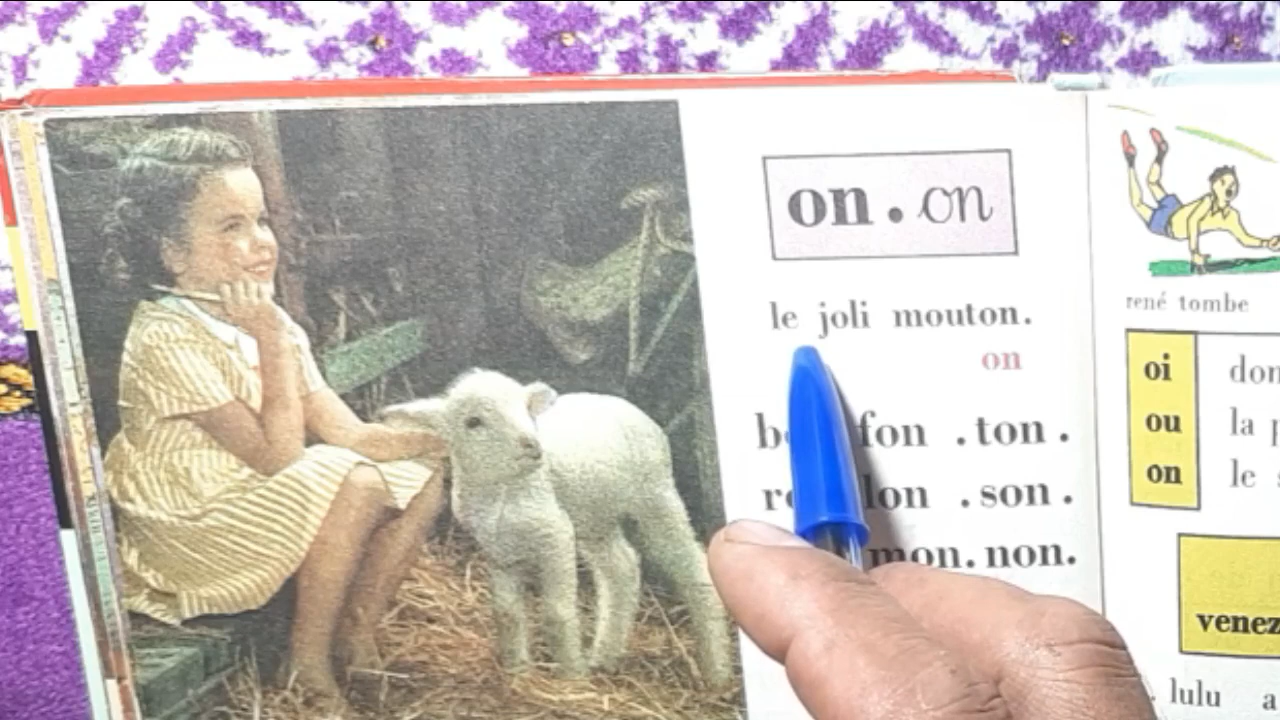 on . on
le joli mouton.
on
fon . ton .
lon . son .
mon. non.
rené tombe
oi
ou la
on le
venez
lulu a